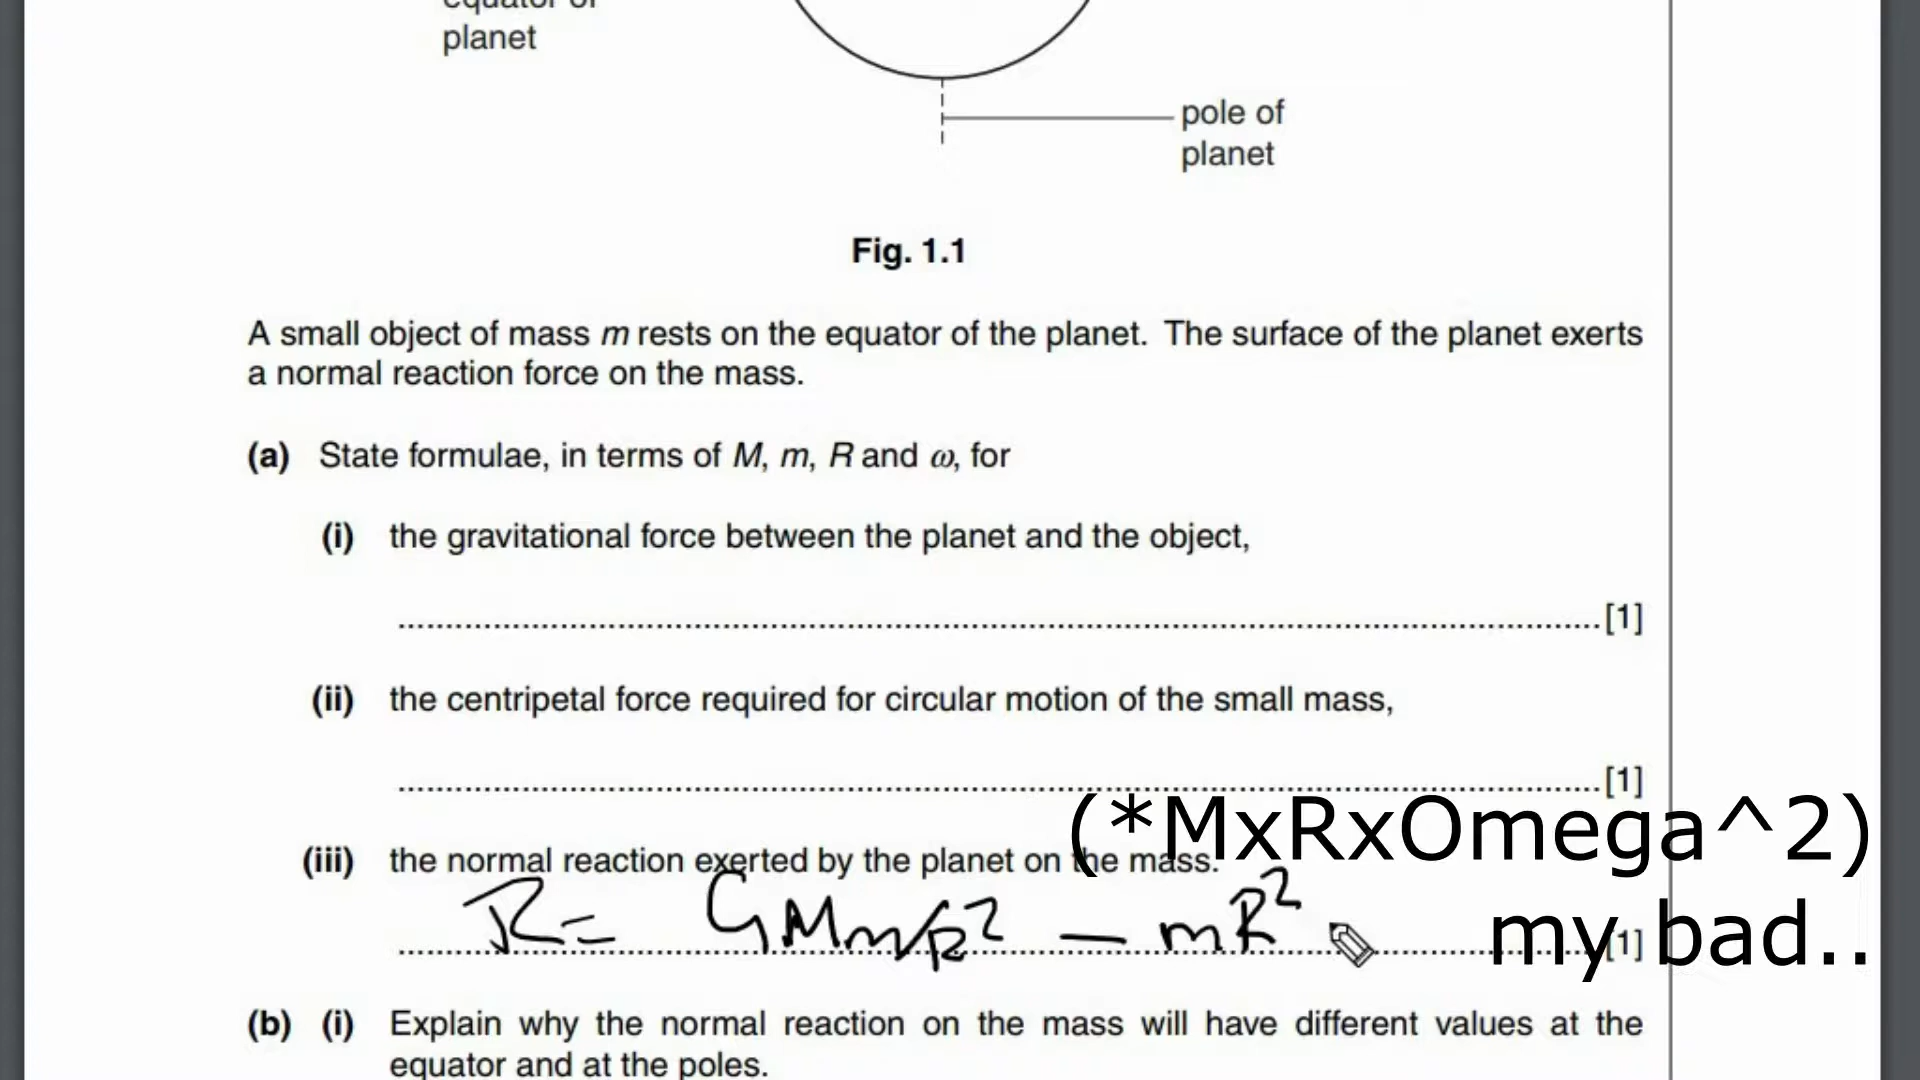 equator of
planet
pole of
planet
Fig. 1.1
A small object of mass m rests on the equator of the planet. The surface of the planet exerts
a normal reaction force on the mass.
(a) State formulae, in terms of M, m, R and ω, for
(i) the gravitational force between the planet and the object,
[1]
(ii) the centripetal force required for circular motion of the small mass,
[1]
(*MxRxOmega^2)
(iii) the normal reaction exerted by the planet on the mass.
R = GMm/R² − mR²
my bad..
[1]
(b) (i) Explain why the normal reaction on the mass will have different values at the
equator and at the poles.